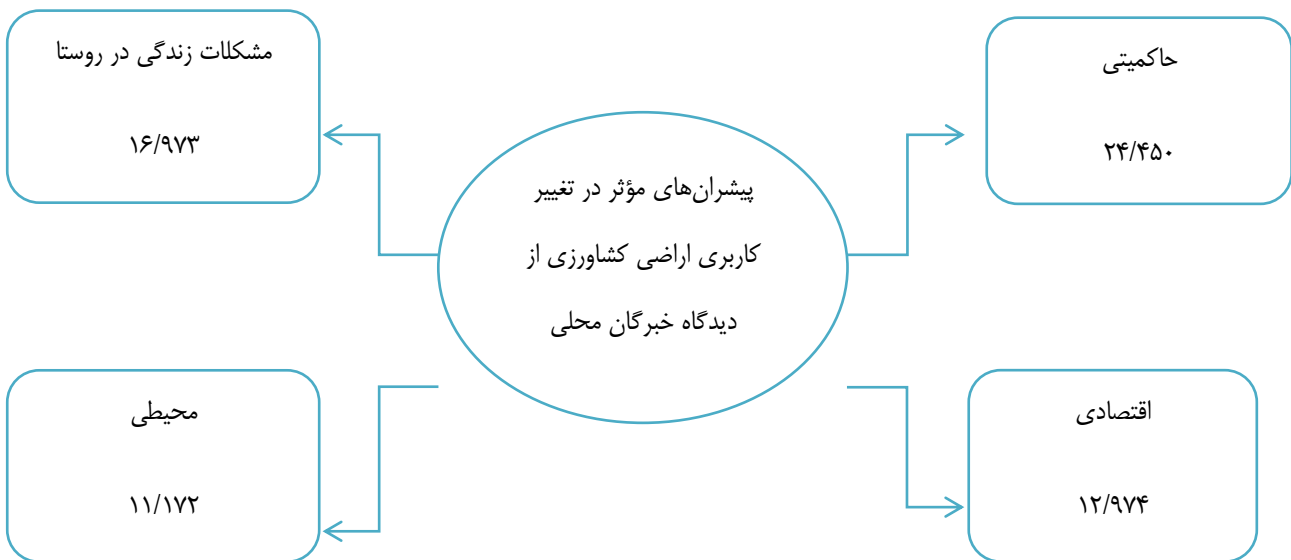 حاکمیتی
۲۴/۴۵۰
مشکلات زندگی در روستا
۱۶/۹۷۳
پیشران‌های مؤثر در تغییر
کاربری اراضی کشاورزی از
دیدگاه خبرگان محلی
اقتصادی
۱۲/۹۷۴
محیطی
۱۱/۱۷۲